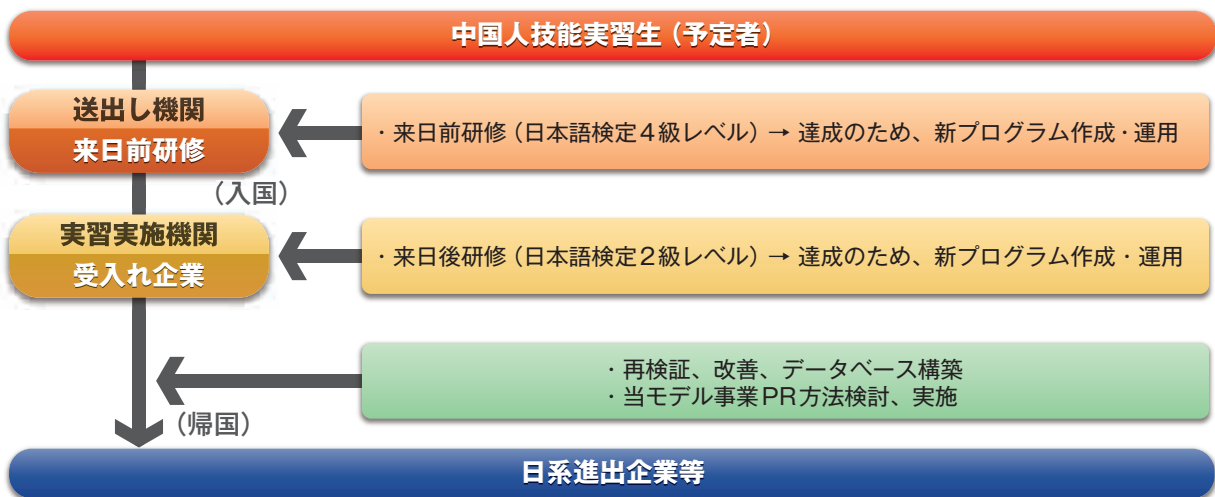 中国人技能実習生（予定者）
送出し機関
来日前研修
・来日前研修（日本語検定４級レベル）→ 達成のため、新プログラム作成・運用
（入国）
実習実施機関
受入れ企業
・来日後研修（日本語検定２級レベル）→ 達成のため、新プログラム作成・運用
・再検証、改善、データベース構築
・当モデル事業PR方法検討、実施
（帰国）
日系進出企業等